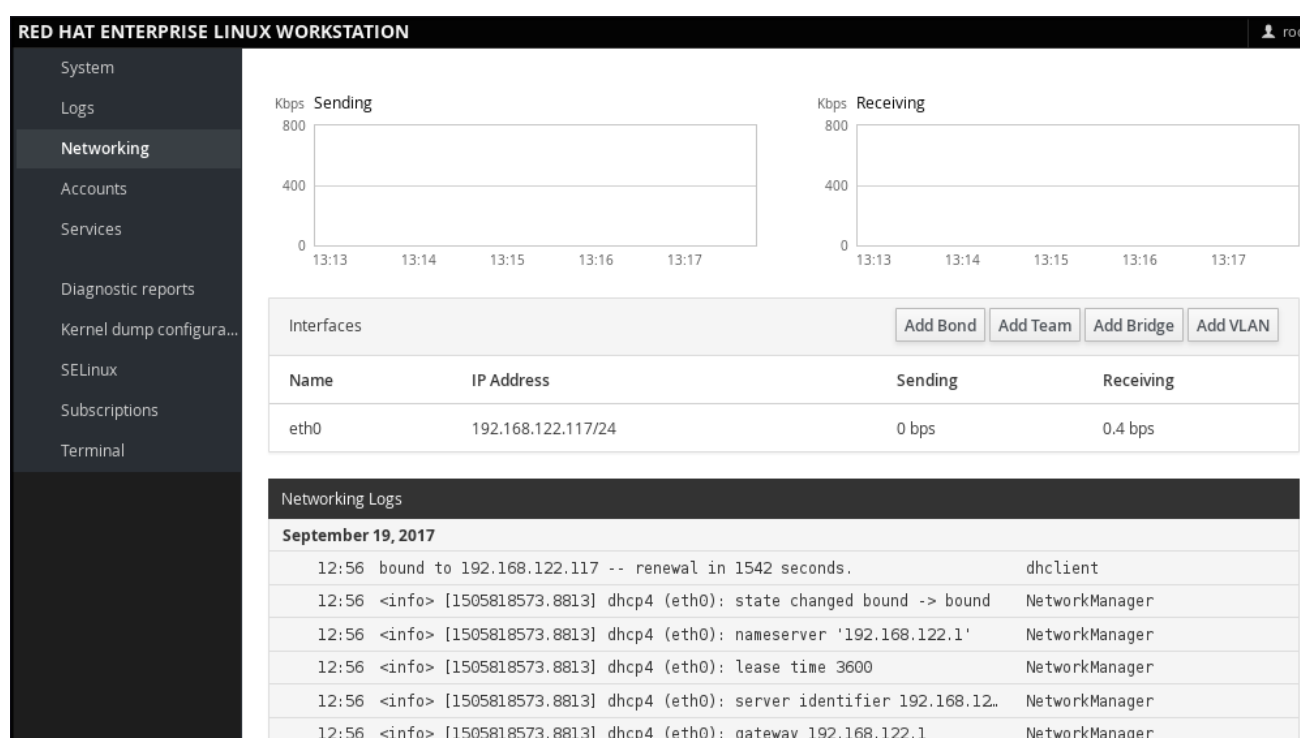 RED HAT ENTERPRISE LINUX WORKSTATION
System
Logs
Networking
Accounts
Services
Diagnostic reports
Kernel dump configura...
SELinux
Subscriptions
Terminal
Kbps Sending
800
400
0
13:13 13:14 13:15 13:16 13:17
Kbps Receiving
800
400
0
13:13 13:14 13:15 13:16 13:17
Interfaces Add Bond Add Team Add Bridge Add VLAN
Name IP Address Sending Receiving
eth0 192.168.122.117/24 0 bps 0.4 bps
Networking Logs
September 19, 2017
12:56 bound to 192.168.122.117 -- renewal in 1542 seconds. dhclient
12:56 <info> [1505818573.8813] dhcp4 (eth0): state changed bound -> bound NetworkManager
12:56 <info> [1505818573.8813] dhcp4 (eth0): nameserver '192.168.122.1' NetworkManager
12:56 <info> [1505818573.8813] dhcp4 (eth0): lease time 3600 NetworkManager
12:56 <info> [1505818573.8813] dhcp4 (eth0): server identifier 192.168.12… NetworkManager
12:56 <info> [1505818573.8813] dhcp4 (eth0): gateway 192.168.122.1 NetworkManager